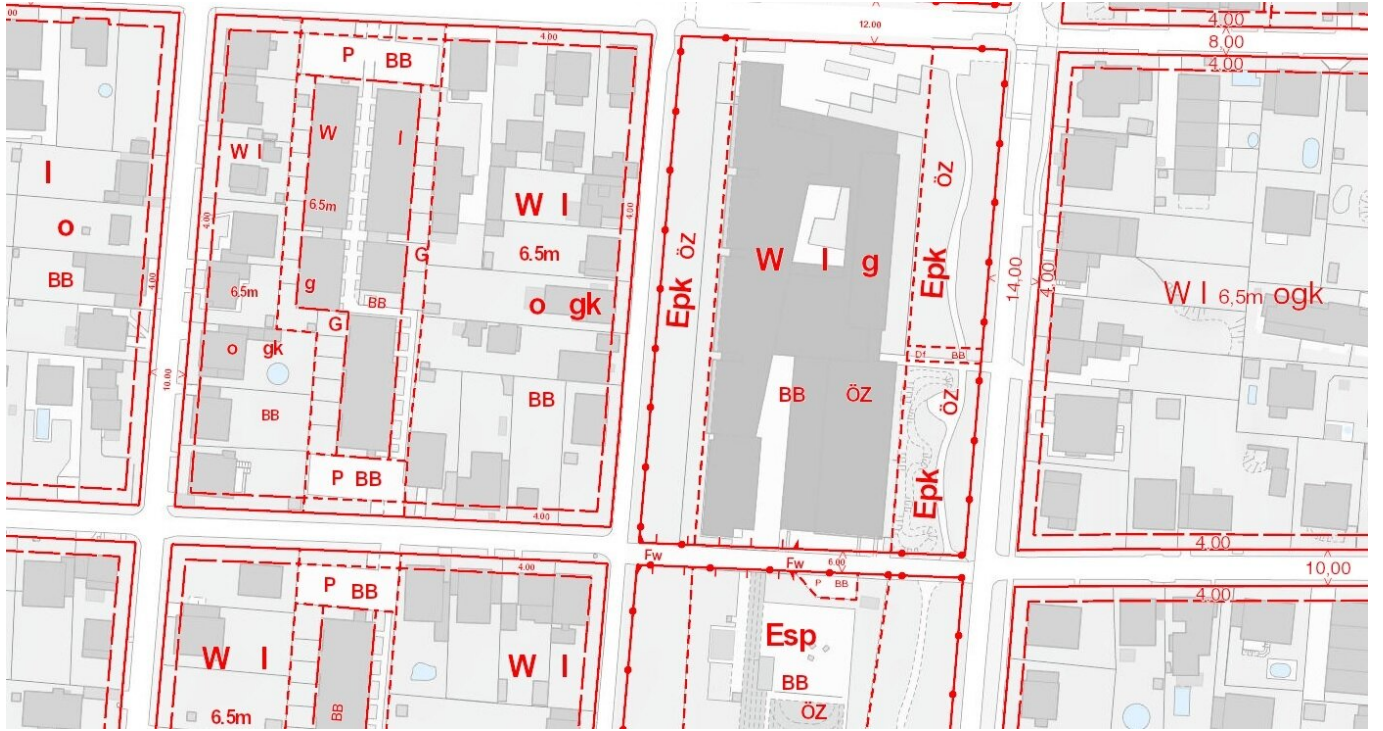 12.00
4.00
4.00
8.00
4.00
P BB
W I
W
I
I
o
BB
4.00
4.00
6.5m
W I
6.5m
o gk
4.00
G
g
BB
GI
6,5m
o gk
BB
10.00
BB
P BB
4.00
Epk ÖZ
W I g
BB ÖZ
Epk ÖZ
Df BB
Epk ÖZ
14,00
4,00
W I 6,5m ogk
4,00
10,00
4,00
Fw
Fw
6.00
P BB
Esp
BB
ÖZ
P BB
4.00
W I
6.5m
BB
W I